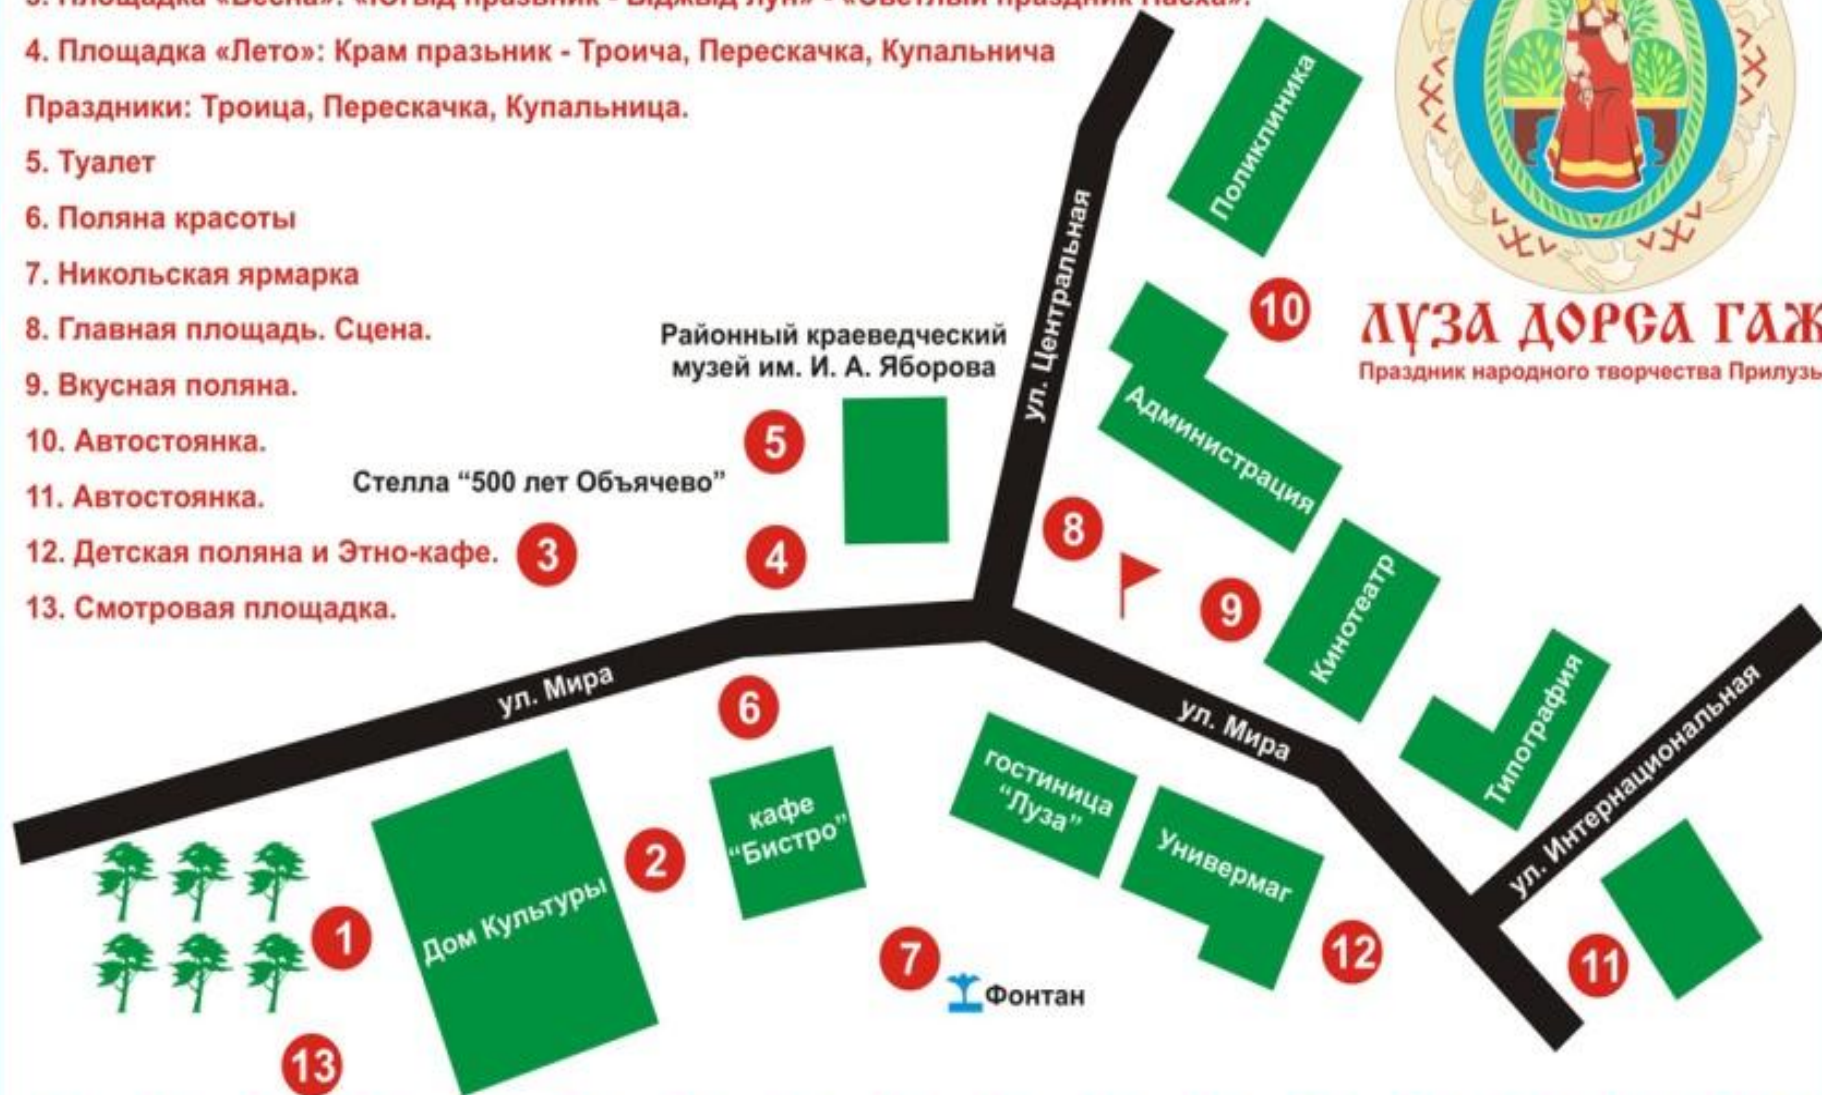 4. Площадка «Лето»: Крам празьник - Троича, Перескачка, Купальнича
Праздники: Троица, Перескачка, Купальница.
5. Туалет
6. Поляна красоты
7. Никольская ярмарка
8. Главная площадь. Сцена.
9. Вкусная поляна.
10. Автостоянка.
11. Автостоянка.
12. Детская поляна и Этно-кафе.
13. Смотровая площадка.
ЛУЗА ДОРСА ГАЖ
Праздник народного творчества Прилузь
Поликлиника
10
ул. Центральная
Районный краеведческий
музей им. И. А. Яборова
Администрация
5
Стелла “500 лет Объячево”
3
4
8
9
Кинотеатр
Типография
ул. Мира
ул. Мира
ул. Интернациональная
6
гостиница
“Луза”
кафе
“Бистро”
Универмаг
2
Дом Культуры
1
7
Фонтан
12
11
13